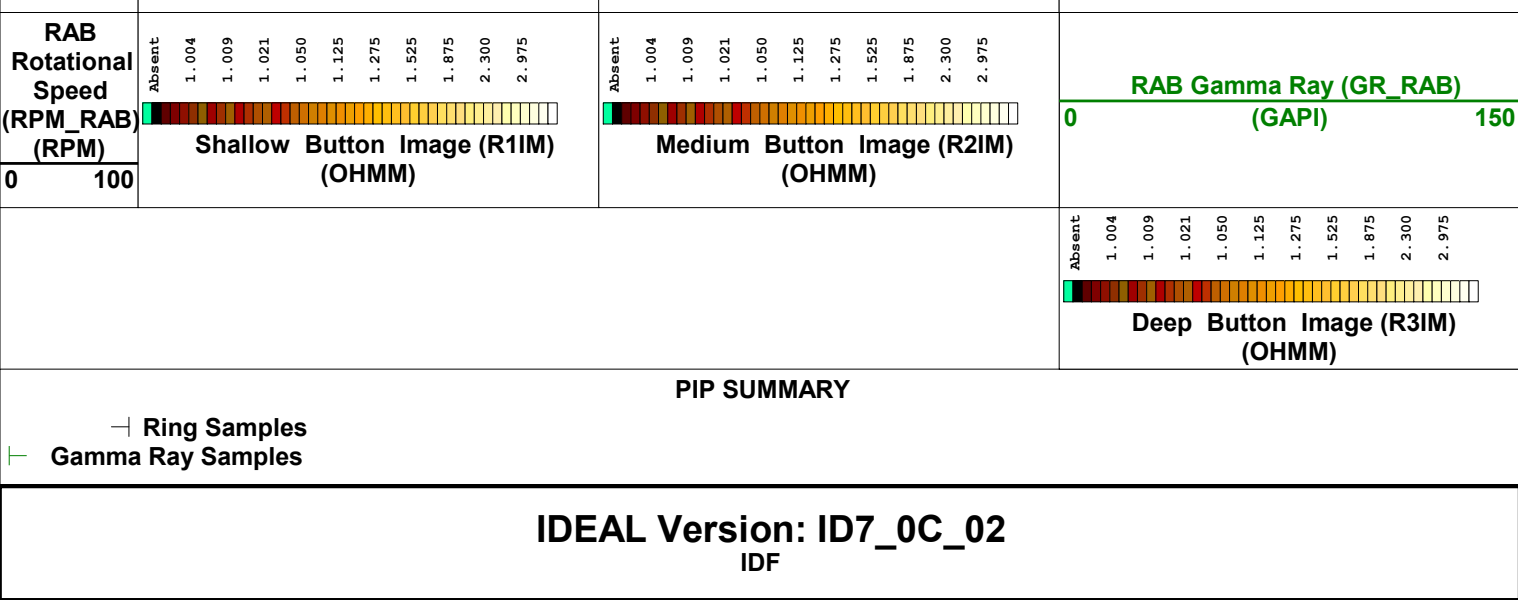 RAB
Rotational
Speed
(RPM_RAB)
(RPM)
0 100
Absent 1.004 1.009 1.021 1.050 1.125 1.275 1.525 1.875 2.300 2.975
Shallow Button Image (R1IM)
(OHMM)
Absent 1.004 1.009 1.021 1.050 1.125 1.275 1.525 1.875 2.300 2.975
Medium Button Image (R2IM)
(OHMM)
RAB Gamma Ray (GR_RAB)
0 (GAPI) 150
Absent 1.004 1.009 1.021 1.050 1.125 1.275 1.525 1.875 2.300 2.975
Deep Button Image (R3IM)
(OHMM)
PIP SUMMARY
Ring Samples
Gamma Ray Samples
IDEAL Version: ID7_0C_02
IDF